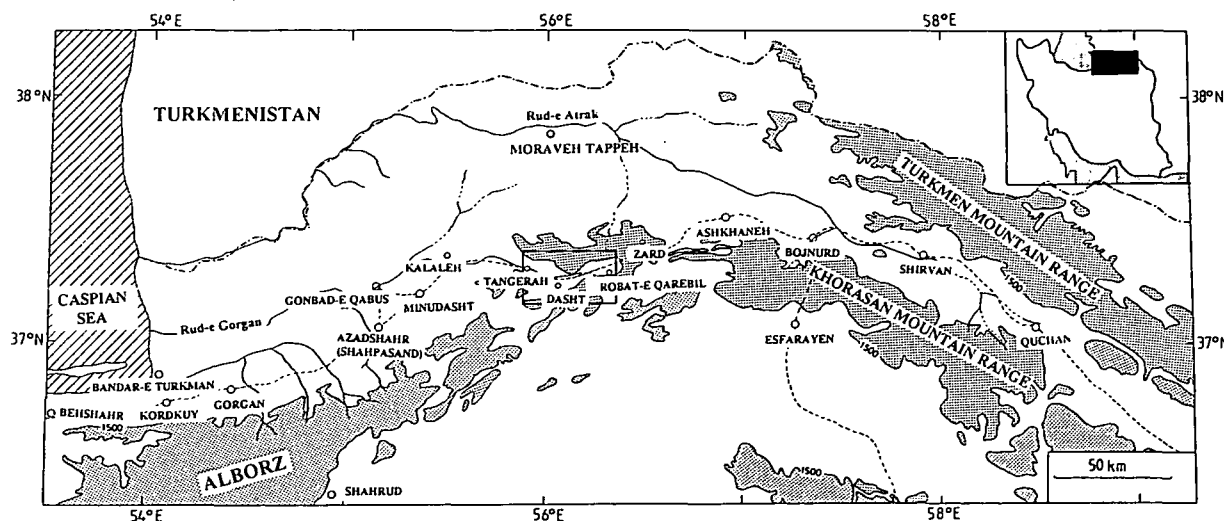 54°E
56°E
58°E
38°N
38°N
TURKMENISTAN
Rud-e Atrak
MORAVEH TAPPEH
TURKMEN MOUNTAIN RANGE
ASHKHANEH
BOJNURD
ZARD
SHIRVAN
1500
KALALEH
TANGERAH
ROBAT-E QAREBIL
KHORASAN MOUNTAIN RANGE
CASPIAN
SEA
GONBAD-E QABUS
MINUDASHT
DASHT
Rud-e Gorgan
AZADSHAHR
(SHAHPASAND)
ESFARAYEN
1500
QUCHAN
37°N
37°N
BANDAR-E TURKMAN
BEHSHAHR
KORDKUY
GORGAN
1500
ALBORZ
SHAHRUD
1500
50 km
54°E
56°E
58°E